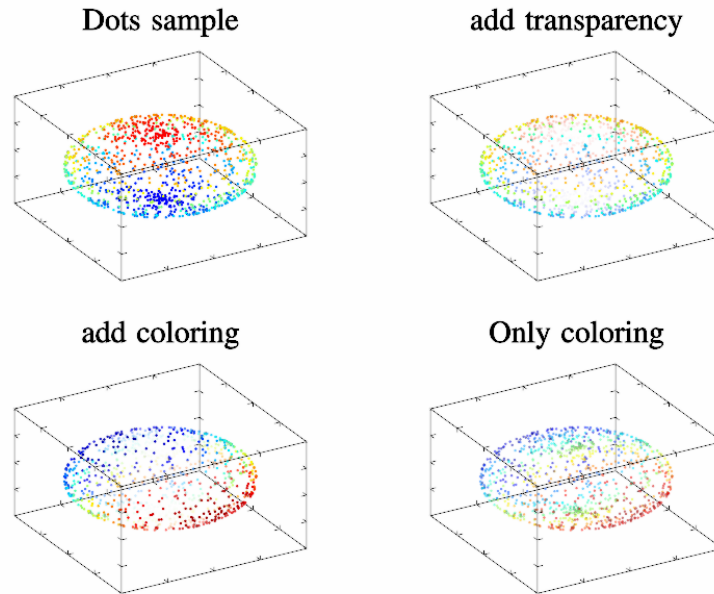 Dots sample
add transparency
add coloring
Only coloring